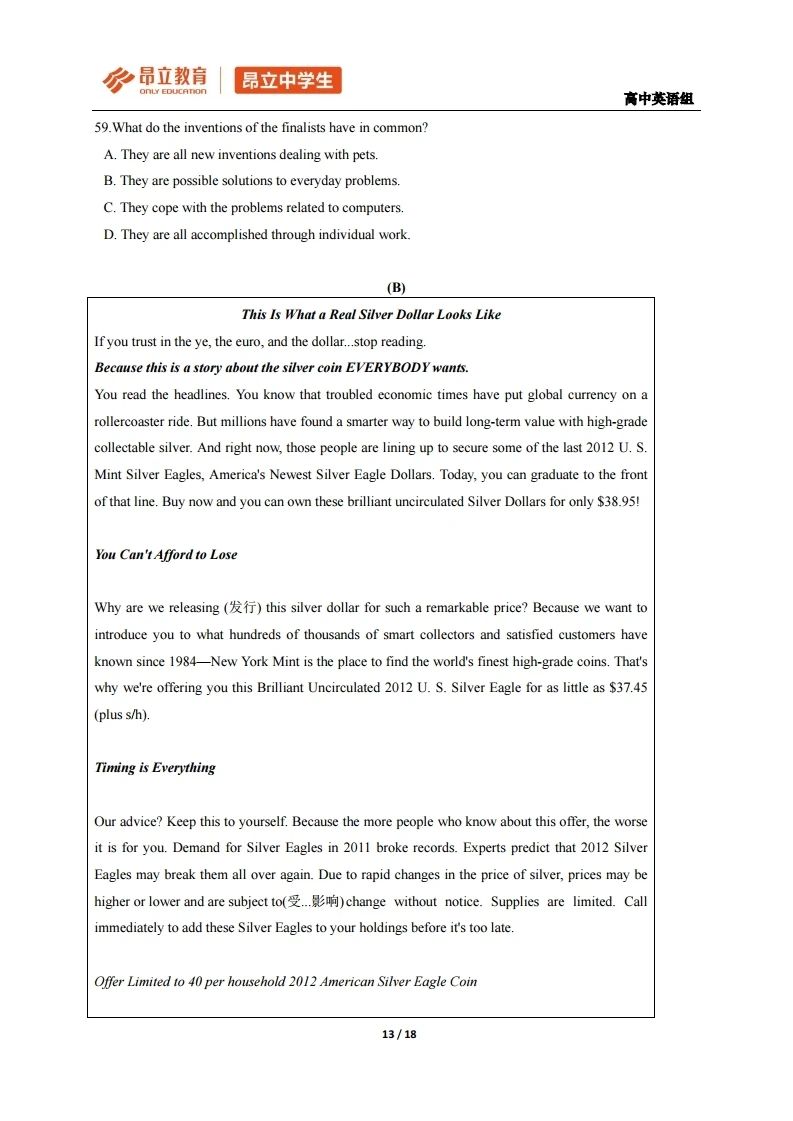 昂立教育
ONLY EDUCATION
昂立中学生
高中英语组
59.What do the inventions of the finalists have in common?
A. They are all new inventions dealing with pets.
B. They are possible solutions to everyday problems.
C. They cope with the problems related to computers.
D. They are all accomplished through individual work.
(B)
This Is What a Real Silver Dollar Looks Like
If you trust in the ye, the euro, and the dollar...stop reading.
Because this is a story about the silver coin EVERYBODY wants.
You read the headlines. You know that troubled economic times have put global currency on a
rollercoaster ride. But millions have found a smarter way to build long-term value with high-grade
collectable silver. And right now, those people are lining up to secure some of the last 2012 U. S.
Mint Silver Eagles, America's Newest Silver Eagle Dollars. Today, you can graduate to the front
of that line. Buy now and you can own these brilliant uncirculated Silver Dollars for only $38.95!
You Can't Afford to Lose
Why are we releasing (发行) this silver dollar for such a remarkable price? Because we want to
introduce you to what hundreds of thousands of smart collectors and satisfied customers have
known since 1984—New York Mint is the place to find the world's finest high-grade coins. That's
why we're offering you this Brilliant Uncirculated 2012 U. S. Silver Eagle for as little as $37.45
(plus s/h).
Timing is Everything
Our advice? Keep this to yourself. Because the more people who know about this offer, the worse
it is for you. Demand for Silver Eagles in 2011 broke records. Experts predict that 2012 Silver
Eagles may break them all over again. Due to rapid changes in the price of silver, prices may be
higher or lower and are subject to(受...影响)change without notice. Supplies are limited. Call
immediately to add these Silver Eagles to your holdings before it's too late.
Offer Limited to 40 per household 2012 American Silver Eagle Coin
13 / 18